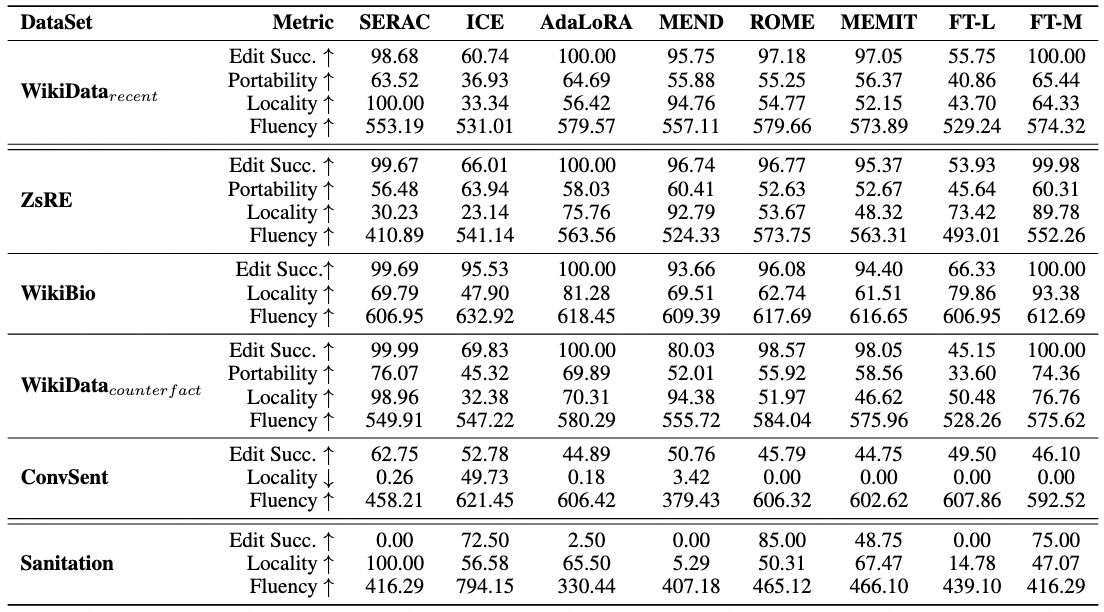 DataSet Metric SERAC ICE AdaLoRA MEND ROME MEMIT FT-L FT-M
Edit Succ. ↑ 98.68 60.74 100.00 95.75 97.18 97.05 55.75 100.00
Portability ↑ 63.52 36.93 64.69 55.88 55.25 56.37 40.86 65.44
WikiData recent
Locality ↑ 100.00 33.34 56.42 94.76 54.77 52.15 43.70 64.33
Fluency ↑ 553.19 531.01 579.57 557.11 579.66 573.89 529.24 574.32
Edit Succ. ↑ 99.67 66.01 100.00 96.74 96.77 95.37 53.93 99.98
Portability ↑ 56.48 63.94 58.03 60.41 52.63 52.67 45.64 60.31
ZsRE
Locality ↑ 30.23 23.14 75.76 92.79 53.67 48.32 73.42 89.78
Fluency ↑ 410.89 541.14 563.56 524.33 573.75 563.31 493.01 552.26
Edit Succ.↑ 99.69 95.53 100.00 93.66 96.08 94.40 66.33 100.00
WikiBio Locality ↑ 69.79 47.90 81.28 69.51 62.74 61.51 79.86 93.38
Fluency ↑ 606.95 632.92 618.45 609.39 617.69 616.65 606.95 612.69
Edit Succ. ↑ 99.99 69.83 100.00 80.03 98.57 98.05 45.15 100.00
Portability ↑ 76.07 45.32 69.89 52.01 55.92 58.56 33.60 74.36
WikiData counterfact
Locality ↑ 98.96 32.38 70.31 94.38 51.97 46.62 50.48 76.76
Fluency ↑ 549.91 547.22 580.29 555.72 584.04 575.96 528.26 575.62
Edit Succ. ↑ 62.75 52.78 44.89 50.76 45.79 44.75 49.50 46.10
ConvSent Locality ↓ 0.26 49.73 0.18 3.42 0.00 0.00 0.00 0.00
Fluency ↑ 458.21 621.45 606.42 379.43 606.32 602.62 607.86 592.52
Edit Succ. ↑ 0.00 72.50 2.50 0.00 85.00 48.75 0.00 75.00
Sanitation Locality ↑ 100.00 56.58 65.50 5.29 50.31 67.47 14.78 47.07
Fluency ↑ 416.29 794.15 330.44 407.18 465.12 466.10 439.10 416.29